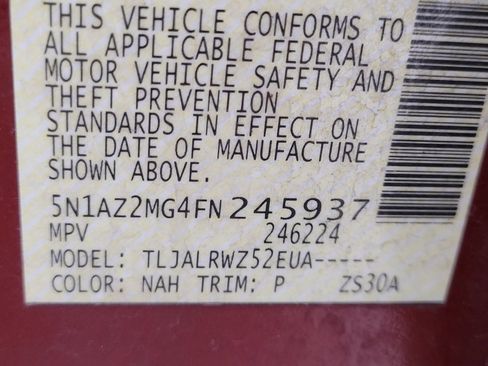 THIS VEHICLE CONFORMS TO
ALL APPLICABLE FEDERAL
MOTOR VEHICLE SAFETY AND
THEFT PREVENTION
STANDARDS IN EFFECT ON
THE DATE OF MANUFACTURE
SHOWN ABOVE.
5N1AZ2MG4FN245937
MPV 246224
MODEL: TLJALRWZ52EUA-----
COLOR: NAH TRIM: P ZS30A